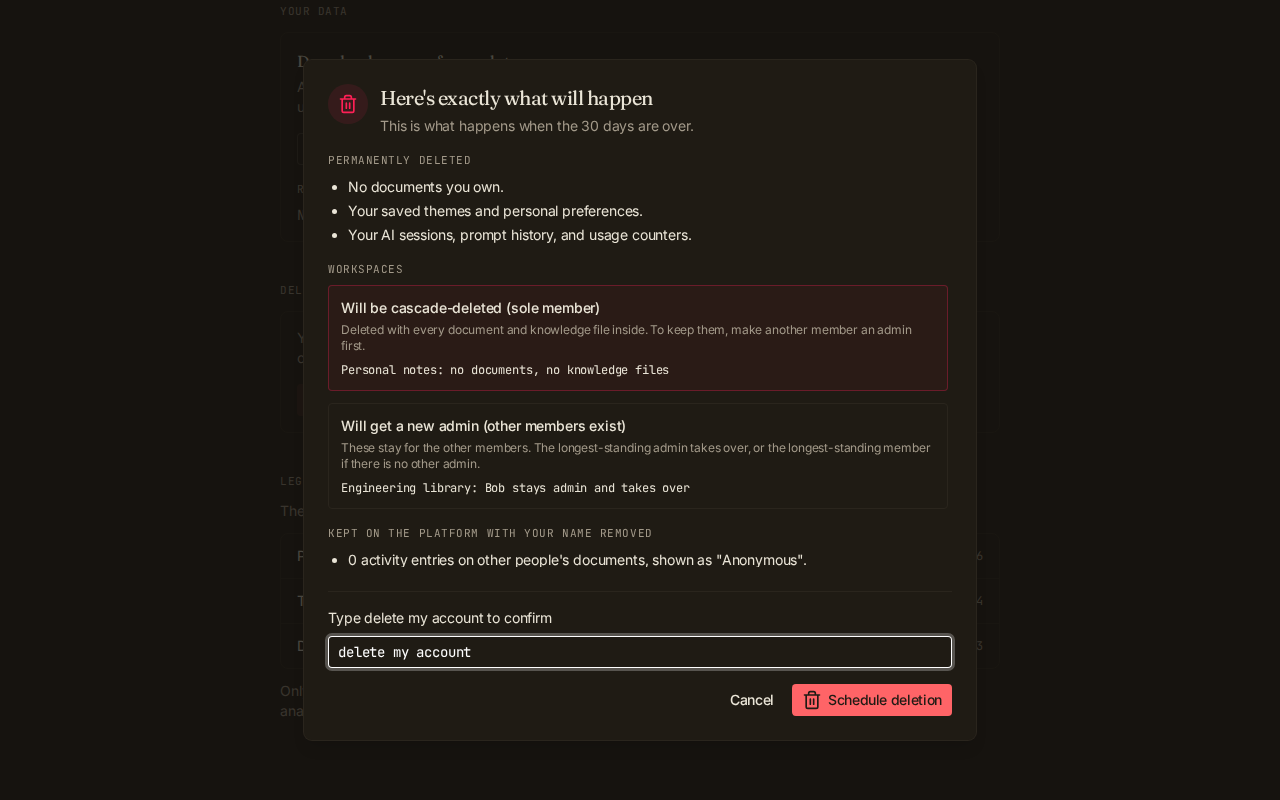 YOUR DATA
Here's exactly what will happen
This is what happens when the 30 days are over.
PERMANENTLY DELETED
No documents you own.
Your saved themes and personal preferences.
Your AI sessions, prompt history, and usage counters.
WORKSPACES
Will be cascade-deleted (sole member)
Deleted with every document and knowledge file inside. To keep them, make another member an admin
first.
Personal notes: no documents, no knowledge files
Will get a new admin (other members exist)
These stay for the other members. The longest-standing admin takes over, or the longest-standing member
if there is no other admin.
Engineering library: Bob stays admin and takes over
KEPT ON THE PLATFORM WITH YOUR NAME REMOVED
0 activity entries on other people's documents, shown as "Anonymous".
Type delete my account to confirm
delete my account
Cancel
Schedule deletion